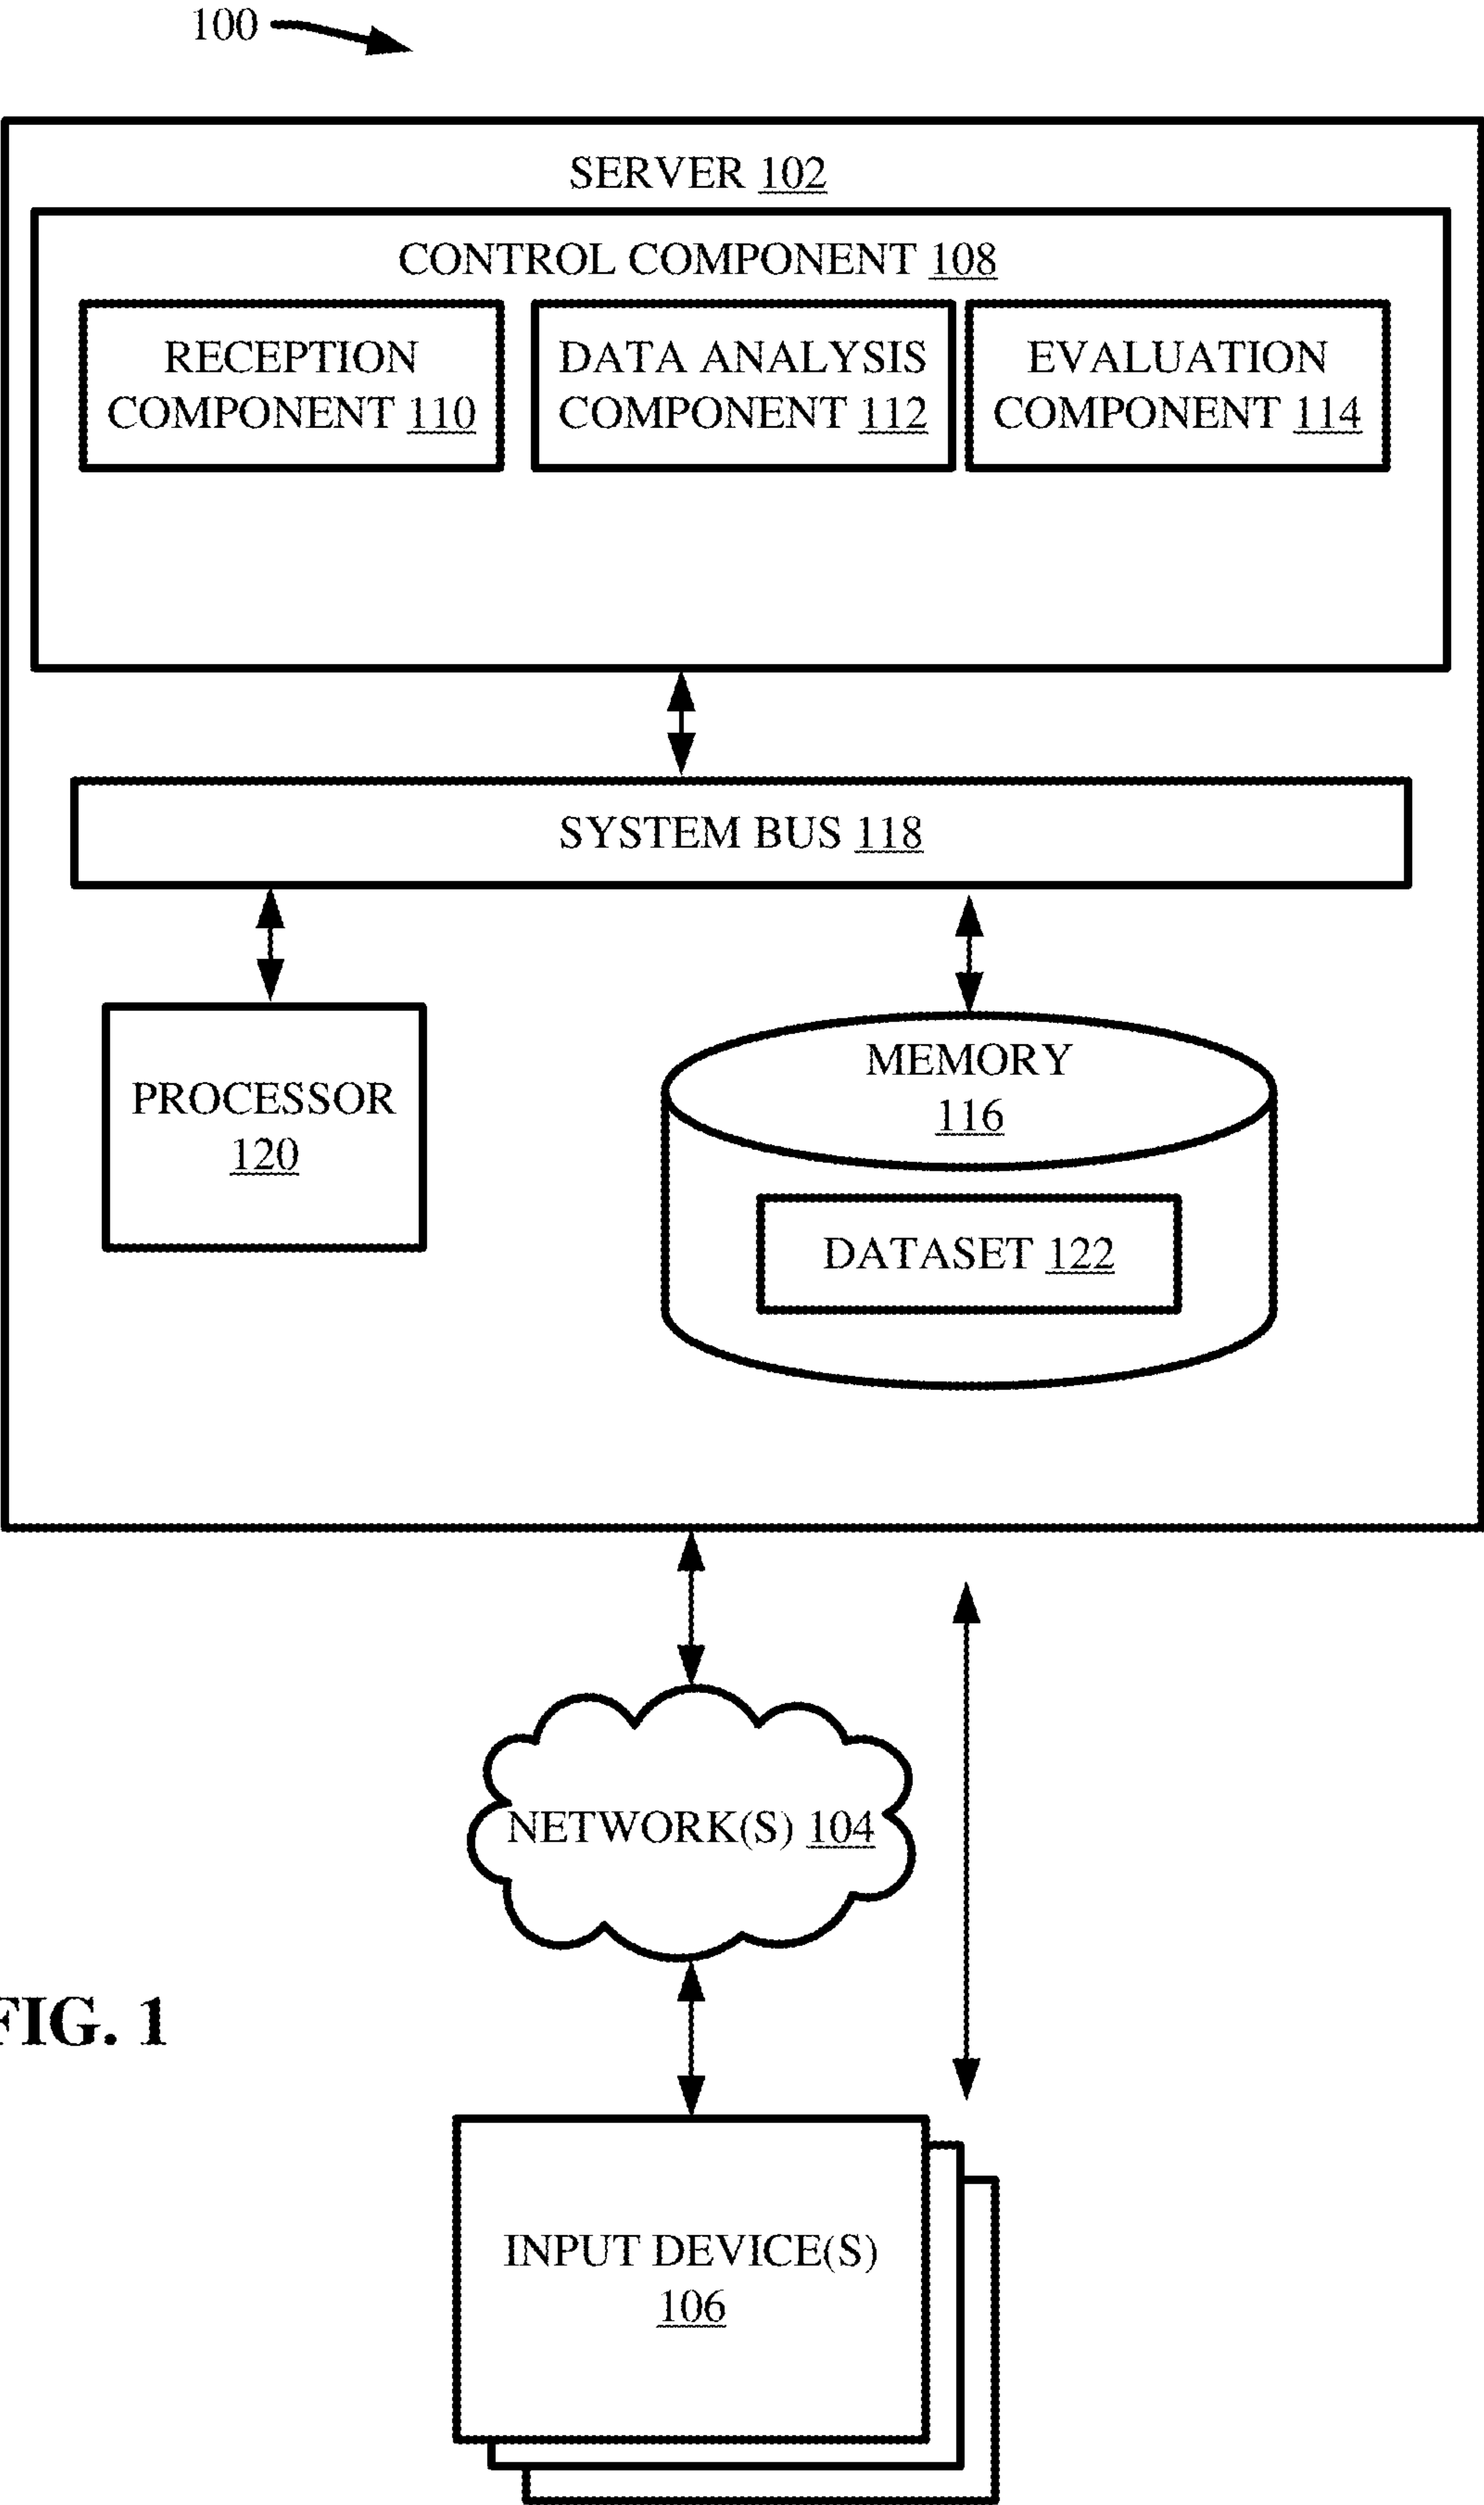 100
SERVER 102
CONTROL COMPONENT 108
RECEPTION
COMPONENT 110
DATA ANALYSIS
COMPONENT 112
EVALUATION
COMPONENT 114
SYSTEM BUS 118
PROCESSOR
120
MEMORY
116
DATASET 122
NETWORK(S) 104
FIG. 1
INPUT DEVICE(S)
106